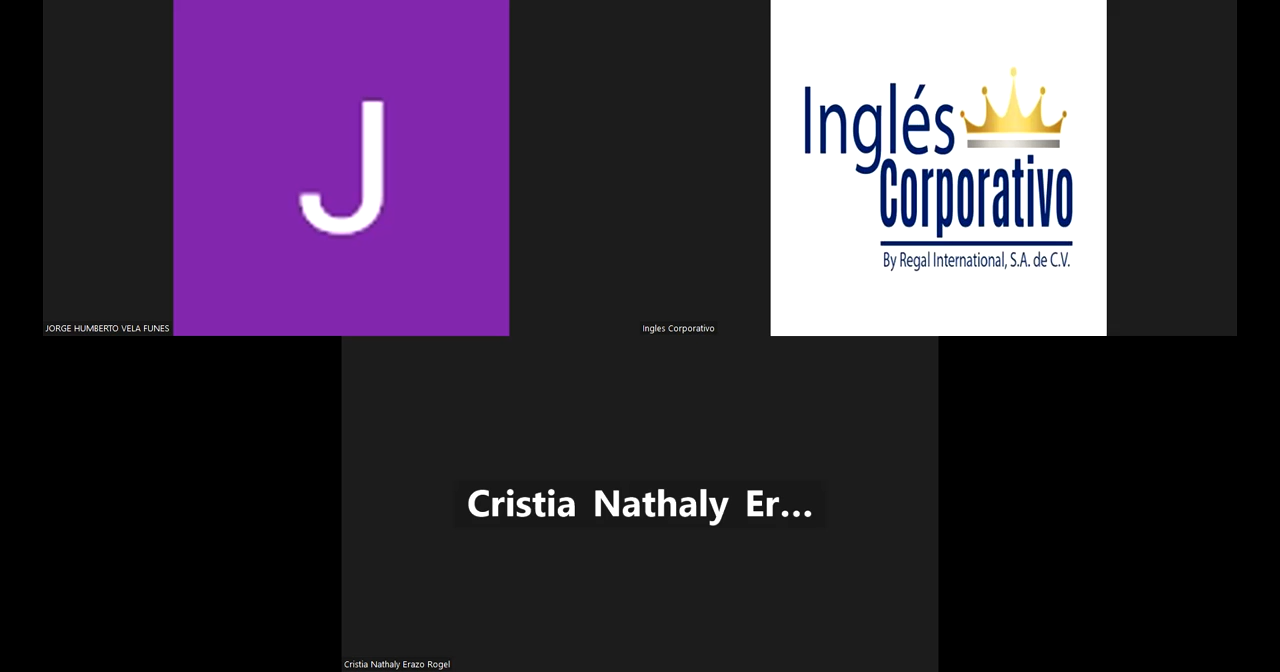 J
Inglés
Corporativo
By Regal International, S.A. de C.V.
JORGE HUMBERTO VELA FUNES
Ingles Corporativo
Cristia Nathaly Er...
Cristia Nathaly Erazo Rogel